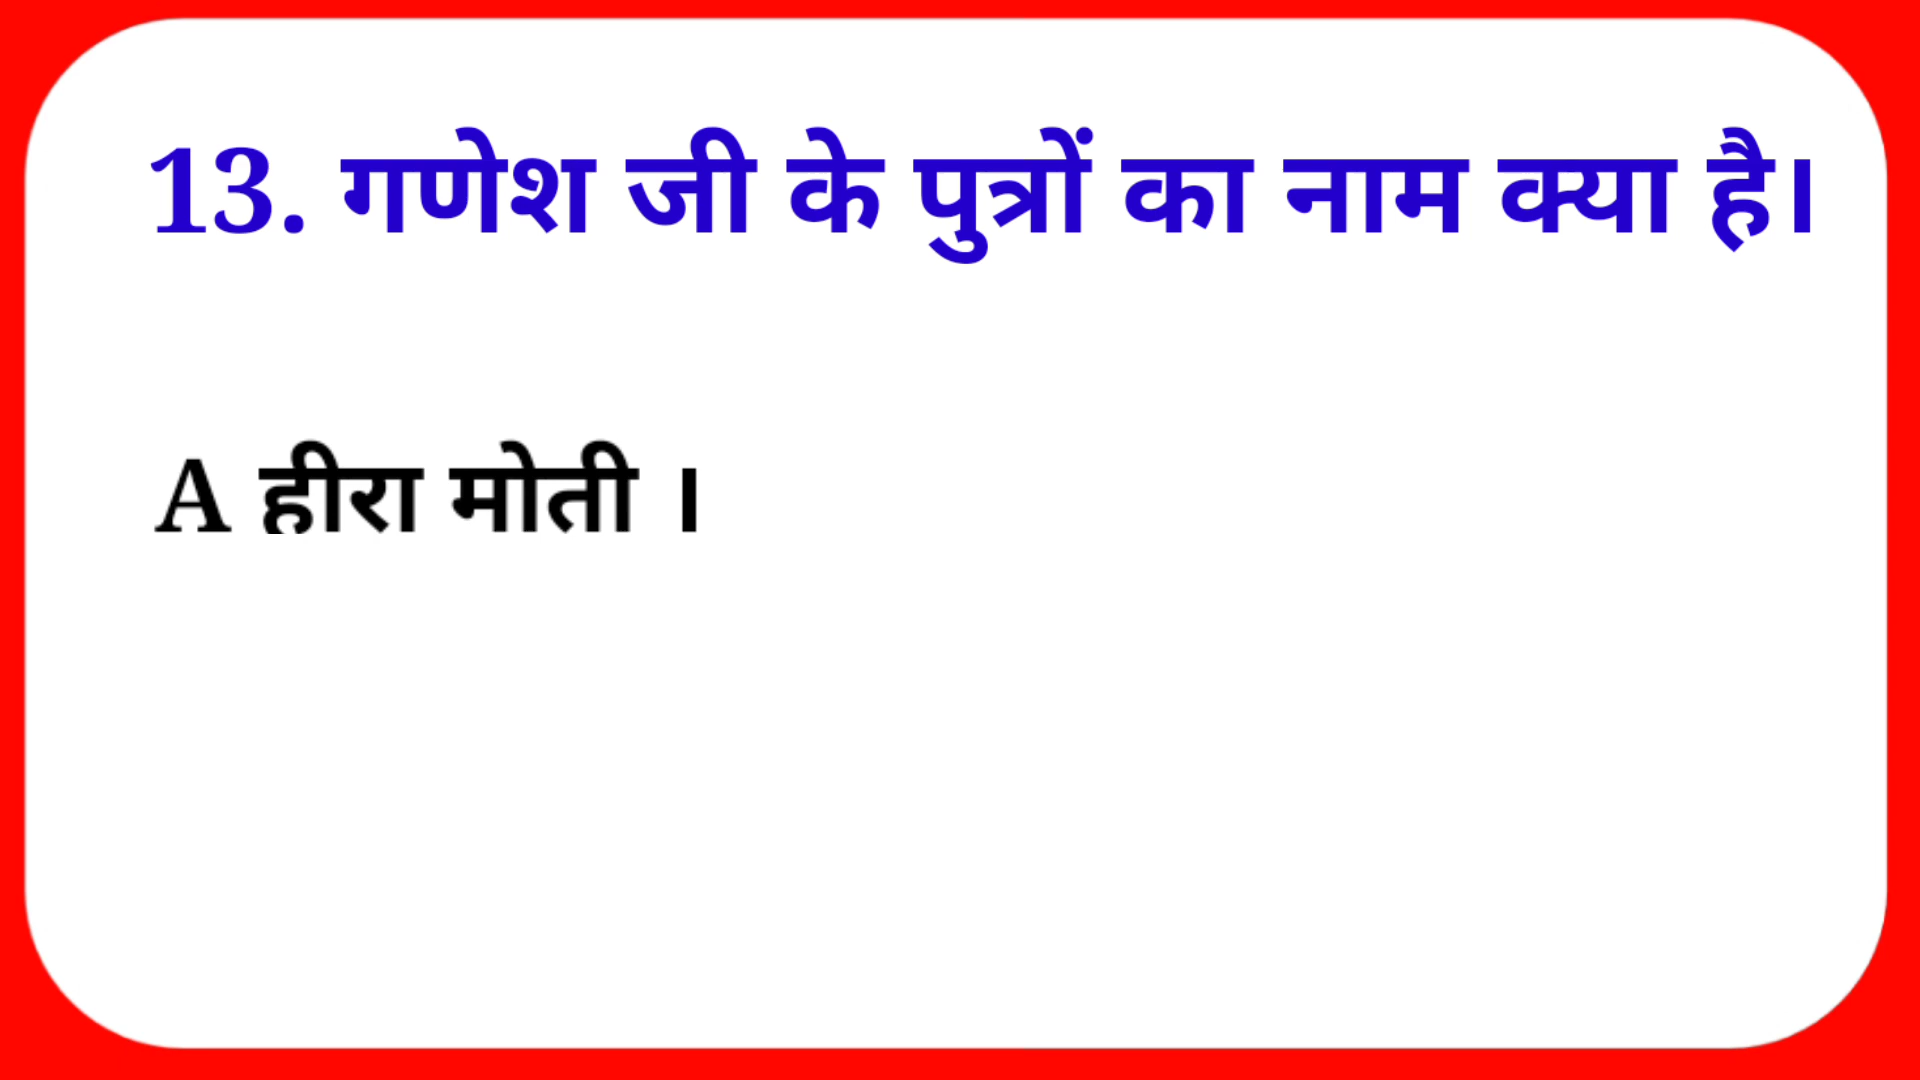 13. गणेश जी के पुत्रों का नाम क्या है।
A हीरा मोती ।